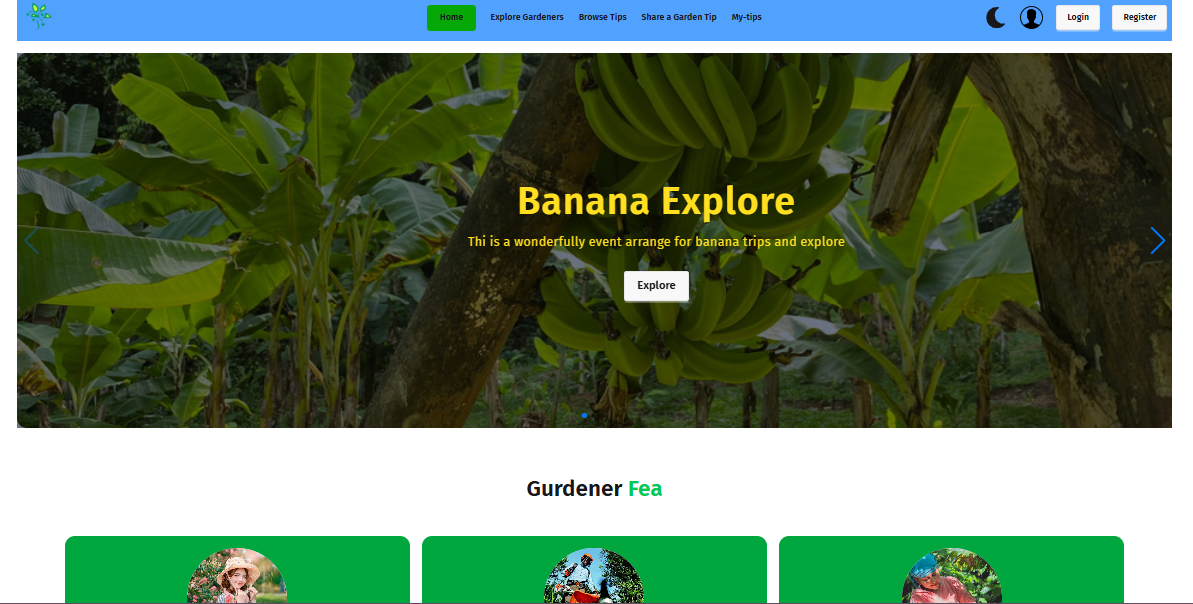 Home Explore Gardeners Browse Tips Share a Garden Tip My-tips Login Register
Banana Explore
Thi is a wonderfully event arrange for banana trips and explore
Explore
Gurdener Fea